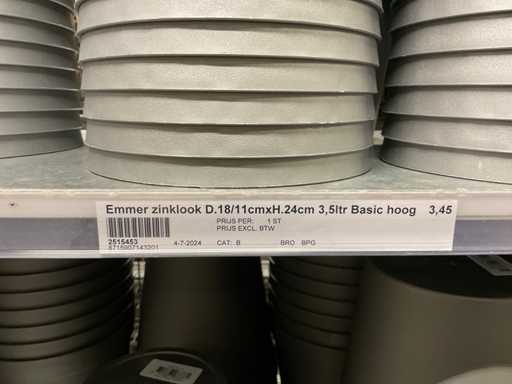 Emmer zinklook D.18/11cmxH.24cm 3,5ltr Basic hoog 3,45
PRIJS PER: 1 ST
PRIJS EXCL. BTW
2515453 4-7-2024 CAT: B BRO BPG
8718907143201